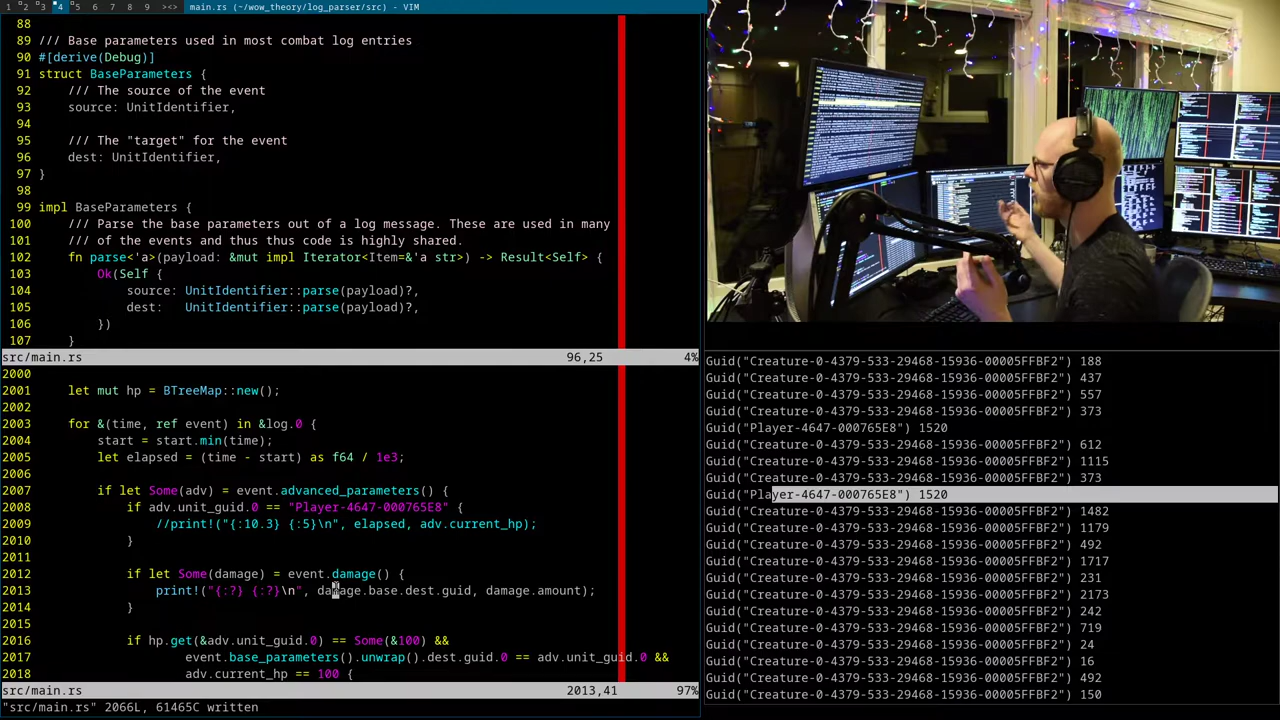 1 2 3 4 5 6 7 8 9 ><> main.rs (~/wow_theory/log_parser/src) - VIM
88
89 /// Base parameters used in most combat log entries
90 #[derive(Debug)]
91 struct BaseParameters {
92 /// The source of the event
93 source: UnitIdentifier,
94
95 /// The "target" for the event
96 dest: UnitIdentifier,
97 }
98
99 impl BaseParameters {
100 /// Parse the base parameters out of a log message. These are used in many
101 /// of the events and thus thus code is highly shared.
102 fn parse<'a>(payload: &mut impl Iterator<Item=&'a str>) -> Result<Self> {
103 Ok(Self {
104 source: UnitIdentifier::parse(payload)?,
105 dest: UnitIdentifier::parse(payload)?,
106 })
107 }
src/main.rs 96,25 4%
2000
2001 let mut hp = BTreeMap::new();
2002
2003 for &(time, ref event) in &log.0 {
2004 start = start.min(time);
2005 let elapsed = (time - start) as f64 / 1e3;
2006
2007 if let Some(adv) = event.advanced_parameters() {
2008 if adv.unit_guid.0 == "Player-4647-000765E8" {
2009 //print!("{:10.3} {:5}\n", elapsed, adv.current_hp);
2010 }
2011
2012 if let Some(damage) = event.damage() {
2013 print!("{:?} {:?}\n", damage.base.dest.guid, damage.amount);
2014 }
2015
2016 if hp.get(&adv.unit_guid.0) == Some(&100) &&
2017 event.base_parameters().unwrap().dest.guid.0 == adv.unit_guid.0 &&
2018 adv.current_hp == 100 {
src/main.rs 2013,41 97%
"src/main.rs" 2066L, 61465C written
Guid("Creature-0-4379-533-29468-15936-00005FFBF2") 188
Guid("Creature-0-4379-533-29468-15936-00005FFBF2") 437
Guid("Creature-0-4379-533-29468-15936-00005FFBF2") 557
Guid("Creature-0-4379-533-29468-15936-00005FFBF2") 373
Guid("Player-4647-000765E8") 1520
Guid("Creature-0-4379-533-29468-15936-00005FFBF2") 612
Guid("Creature-0-4379-533-29468-15936-00005FFBF2") 1115
Guid("Creature-0-4379-533-29468-15936-00005FFBF2") 373
Guid("Player-4647-000765E8") 1520
Guid("Creature-0-4379-533-29468-15936-00005FFBF2") 1482
Guid("Creature-0-4379-533-29468-15936-00005FFBF2") 1179
Guid("Creature-0-4379-533-29468-15936-00005FFBF2") 492
Guid("Creature-0-4379-533-29468-15936-00005FFBF2") 1717
Guid("Creature-0-4379-533-29468-15936-00005FFBF2") 231
Guid("Creature-0-4379-533-29468-15936-00005FFBF2") 2173
Guid("Creature-0-4379-533-29468-15936-00005FFBF2") 242
Guid("Creature-0-4379-533-29468-15936-00005FFBF2") 719
Guid("Creature-0-4379-533-29468-15936-00005FFBF2") 24
Guid("Creature-0-4379-533-29468-15936-00005FFBF2") 16
Guid("Creature-0-4379-533-29468-15936-00005FFBF2") 492
Guid("Creature-0-4379-533-29468-15936-00005FFBF2") 150